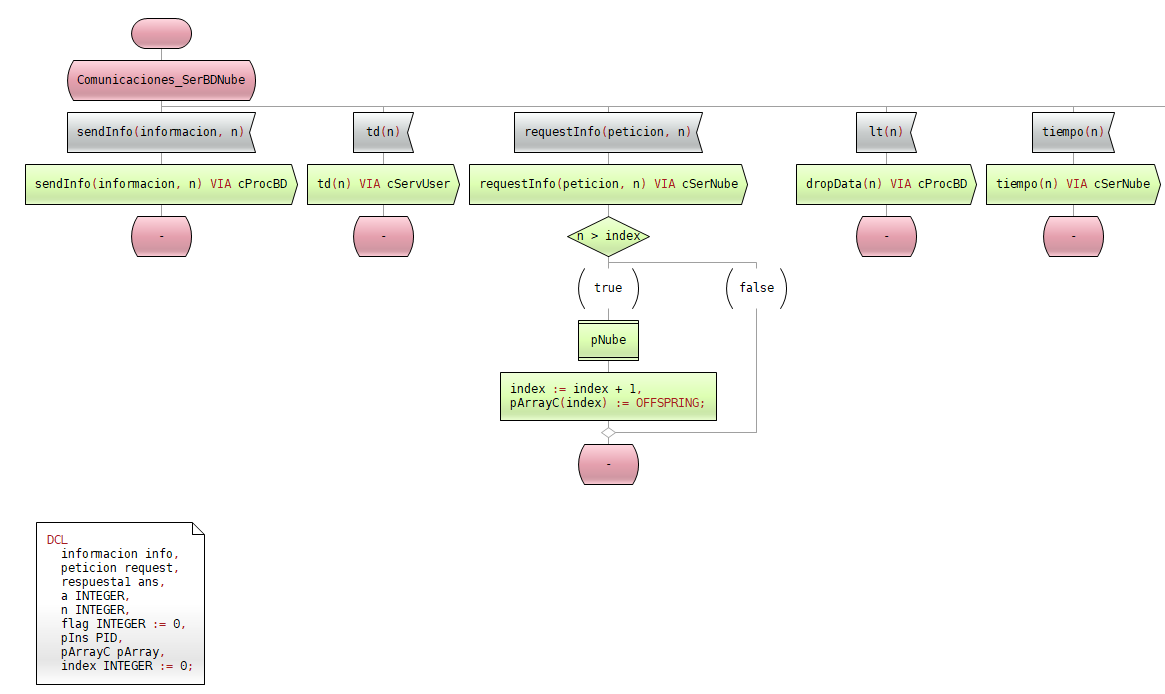 Comunicaciones_SerBDNube
sendInfo(informacion, n)
td(n)
requestInfo(peticion, n)
lt(n)
tiempo(n)
sendInfo(informacion, n) VIA cProcBD
td(n) VIA cServUser
requestInfo(peticion, n) VIA cSerNube
dropData(n) VIA cProcBD
tiempo(n) VIA cSerNube
-
-
n > index
-
-
true
false
pNube
index := index + 1,
pArrayC(index) := OFFSPRING;
-
DCL
informacion info,
peticion request,
respuesta1 ans,
a INTEGER,
n INTEGER,
flag INTEGER := 0,
pIns PID,
pArrayC pArray,
index INTEGER := 0;